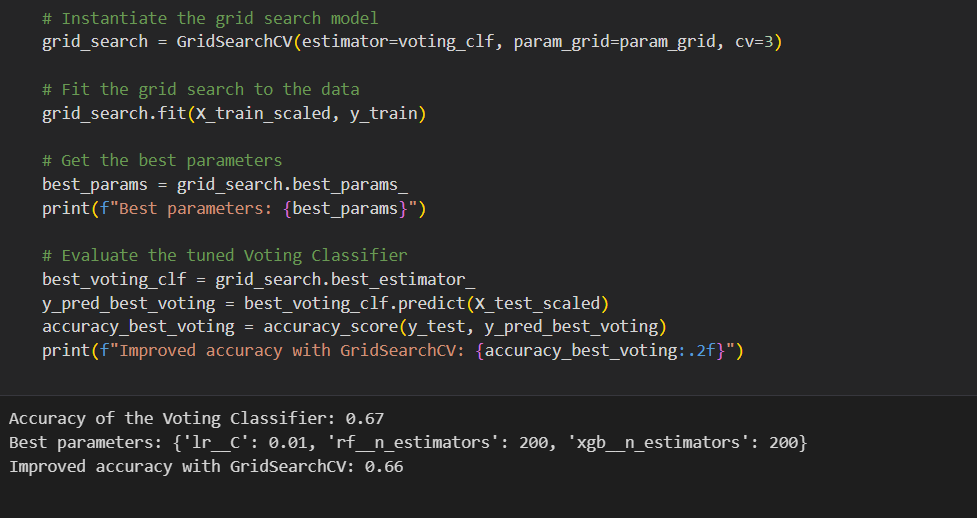 # Instantiate the grid search model
grid_search = GridSearchCV(estimator=voting_clf, param_grid=param_grid, cv=3)
# Fit the grid search to the data
grid_search.fit(X_train_scaled, y_train)
# Get the best parameters
best_params = grid_search.best_params_
print(f"Best parameters: {best_params}")
# Evaluate the tuned Voting Classifier
best_voting_clf = grid_search.best_estimator_
y_pred_best_voting = best_voting_clf.predict(X_test_scaled)
accuracy_best_voting = accuracy_score(y_test, y_pred_best_voting)
print(f"Improved accuracy with GridSearchCV: {accuracy_best_voting:.2f}")
Accuracy of the Voting Classifier: 0.67
Best parameters: {'lr__C': 0.01, 'rf__n_estimators': 200, 'xgb__n_estimators': 200}
Improved accuracy with GridSearchCV: 0.66